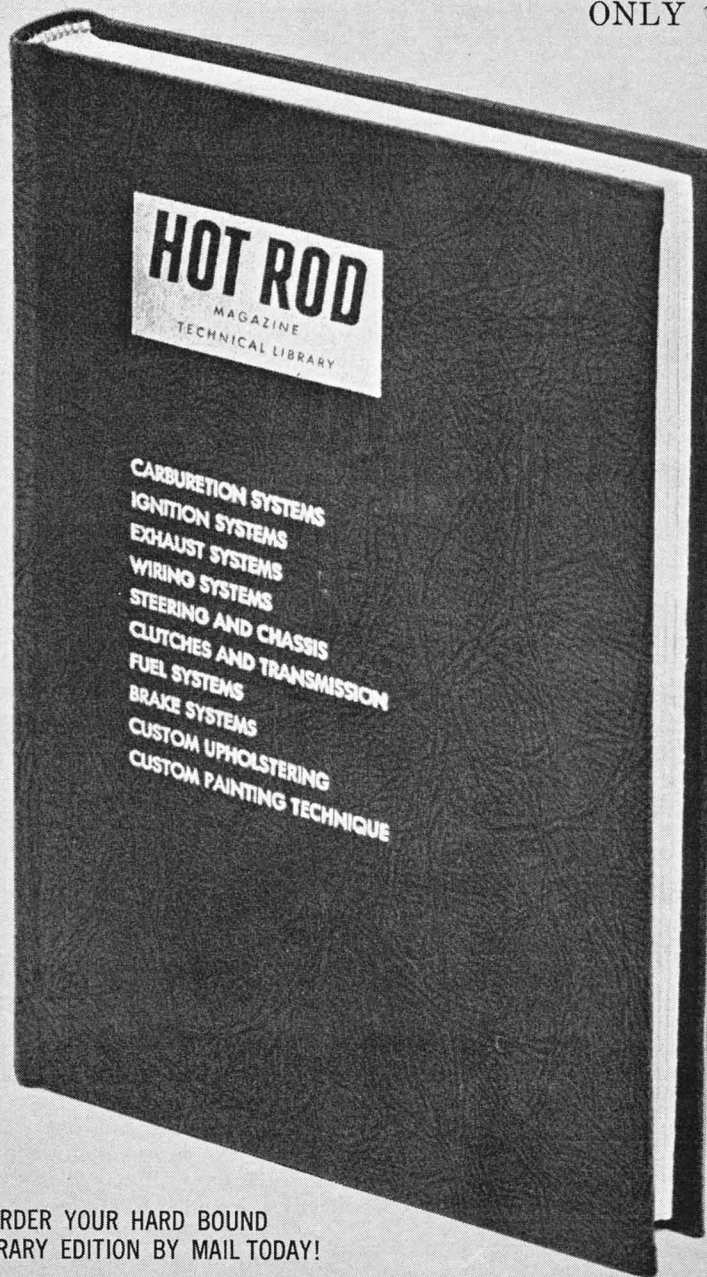 ONLY
HOT ROD
MAGAZINE
TECHNICAL LIBRARY
CARBURETION SYSTEMS
IGNITION SYSTEMS
EXHAUST SYSTEMS
WIRING SYSTEMS
STEERING AND CHASSIS
CLUTCHES AND TRANSMISSION
FUEL SYSTEMS
BRAKE SYSTEMS
CUSTOM UPHOLSTERING
CUSTOM PAINTING TECHNIQUE
RDER YOUR HARD BOUND
RARY EDITION BY MAIL TODAY!